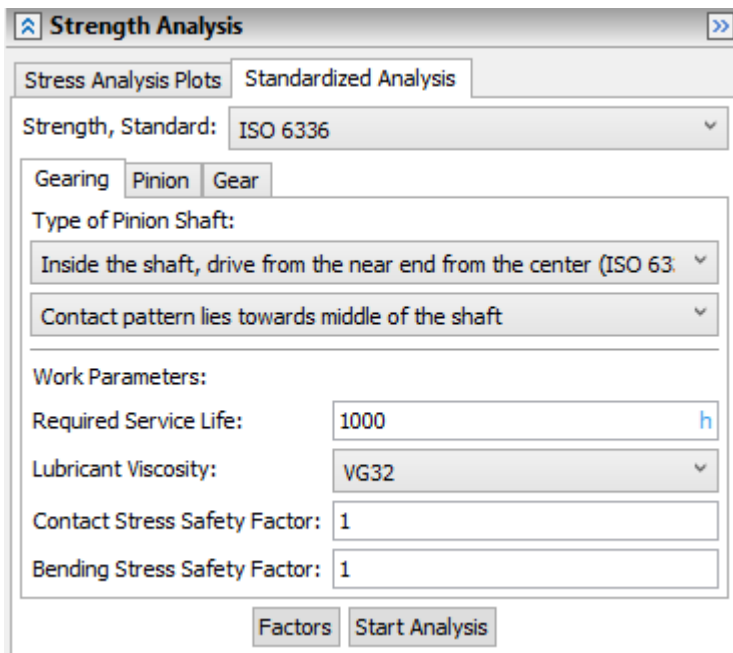 Strength Analysis
Stress Analysis Plots Standardized Analysis
Strength, Standard: ISO 6336
Gearing Pinion Gear
Type of Pinion Shaft:
Inside the shaft, drive from the near end from the center (ISO 63
Contact pattern lies towards middle of the shaft
Work Parameters:
Required Service Life: 1000 h
Lubricant Viscosity: VG32
Contact Stress Safety Factor: 1
Bending Stress Safety Factor: 1
Factors Start Analysis